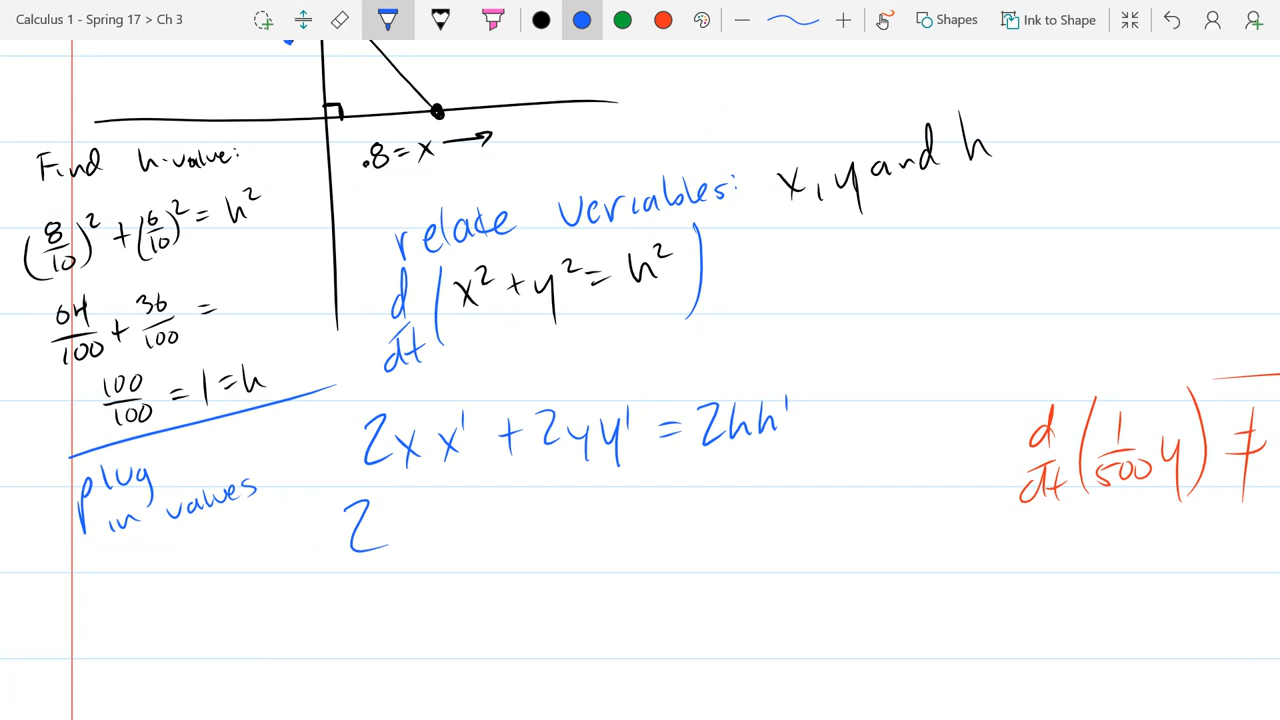 Calculus 1 - Spring 17 > Ch 3
Shapes
Ink to Shape
.8 = x →
Find h-value:
(8/10)² + (6/10)² = h²
64/100 + 36/100 =
100/100 = 1 = h
relate variables: x, y and h
d/dt (x² + y² = h²)
2x x' + 2y y' = 2hh'
d/dt (1/500 y)
plug
in values
2